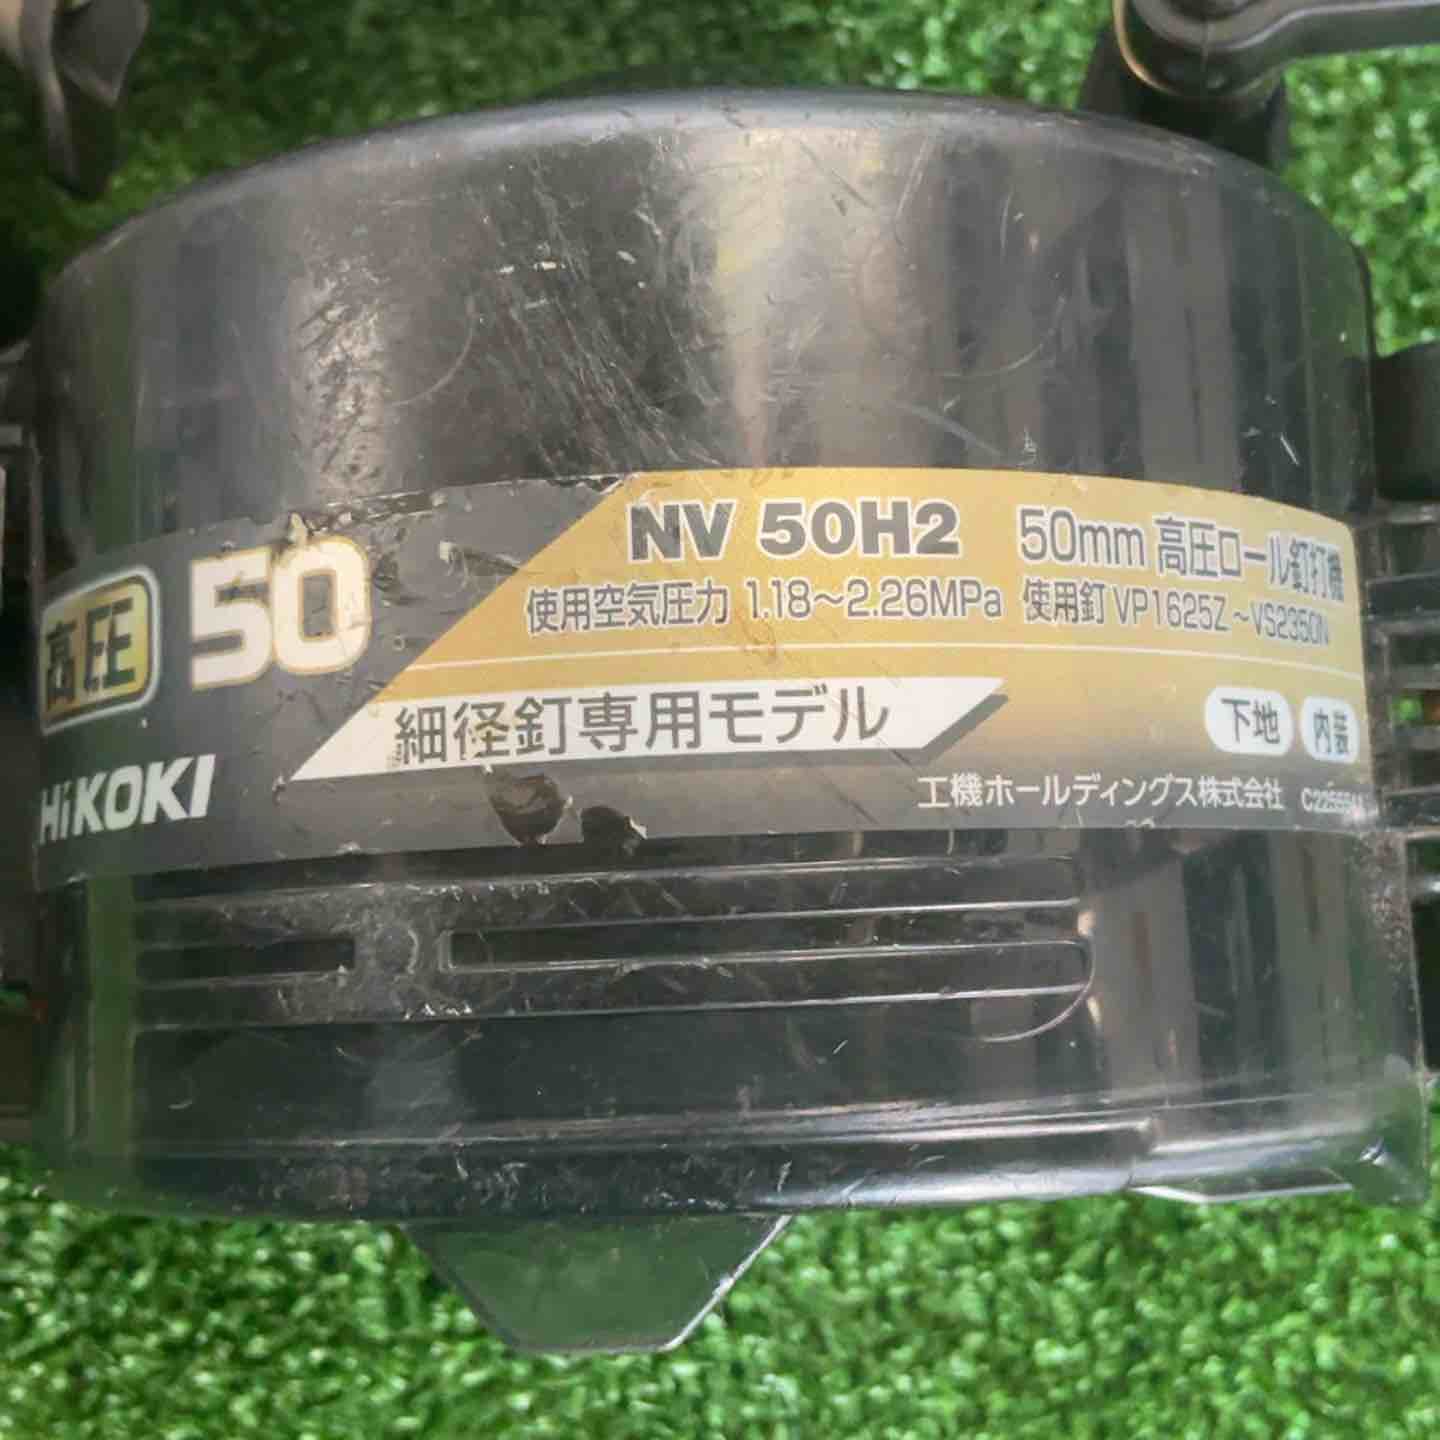 高圧 50
HiKOKI
NV 50H2 50mm 高圧ロール釘打機
使用空気圧力 1.18～2.26MPa 使用釘 VP1625Z～VS2350N
細径釘専用モデル
下地 内装
工機ホールディングス株式会社